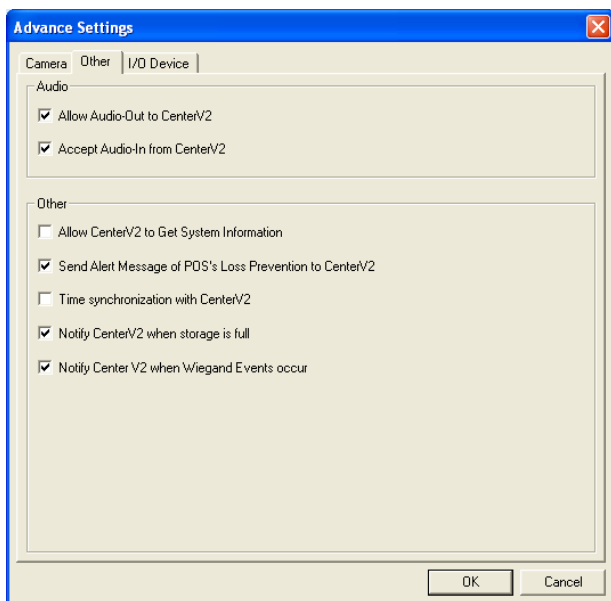 Advance Settings
Camera Other I/O Device
Audio
Allow Audio-Out to CenterV2
Accept Audio-In from CenterV2
Other
Allow CenterV2 to Get System Information
Send Alert Message of POS's Loss Prevention to CenterV2
Time synchronization with CenterV2
Notify CenterV2 when storage is full
Notify Center V2 when Wiegand Events occur
OK Cancel